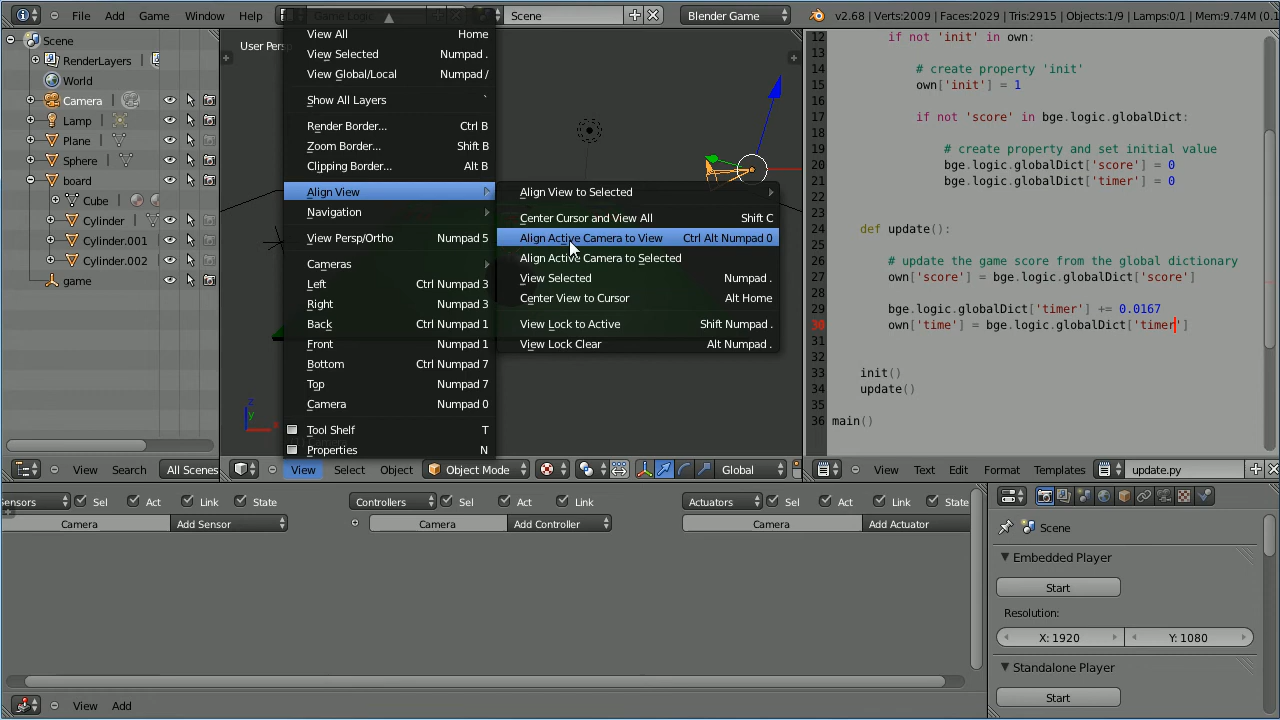 File Add Game Window Help Scene Blender Game v2.68 | Verts:2009 | Faces:2029 | Tris:2915 | Objects:1/9 | Lamps:0/1 | Mem:9.74M
Scene
RenderLayers
World
Camera
Lamp
Plane
Sphere
board
Cube
Cylinder
Cylinder.001
Cylinder.002
game
View Search All Scenes
User Persp
View All Home
View Selected Numpad .
View Global/Local Numpad /
Show All Layers `
Render Border... Ctrl B
Zoom Border... Shift B
Clipping Border... Alt B
Align View
Navigation
View Persp/Ortho Numpad 5
Cameras
Left Ctrl Numpad 3
Right Numpad 3
Back Ctrl Numpad 1
Front Numpad 1
Bottom Ctrl Numpad 7
Top Numpad 7
Camera Numpad 0
Tool Shelf T
Properties N
Align View to Selected
Center Cursor and View All Shift C
Align Active Camera to View Ctrl Alt Numpad 0
Align Active Camera to Selected
View Selected Numpad .
Center View to Cursor Alt Home
View Lock to Active Shift Numpad .
View Lock Clear Alt Numpad .
z
y
View Select Object Object Mode Global
12 if not 'init' in own:
13
14 # create property 'init'
15 own['init'] = 1
16
17 if not 'score' in bge.logic.globalDict:
18
19 # create property and set initial value
20 bge.logic.globalDict['score'] = 0
21 bge.logic.globalDict['timer'] = 0
22
23
24 def update():
25
26 # update the game score from the global dictionary
27 own['score'] = bge.logic.globalDict['score']
28
29 bge.logic.globalDict['timer'] += 0.0167
30 own['time'] = bge.logic.globalDict['timer']
31
32
33 init()
34 update()
35
36 main()
View Text Edit Format Templates update.py
Sensors Sel Act Link State
Camera Add Sensor
Controllers Sel Act Link
Camera Add Controller
Actuators Sel Act Link State
Camera Add Actuator
View Add
Scene
Embedded Player
Start
Resolution:
X: 1920 Y: 1080
Standalone Player
Start